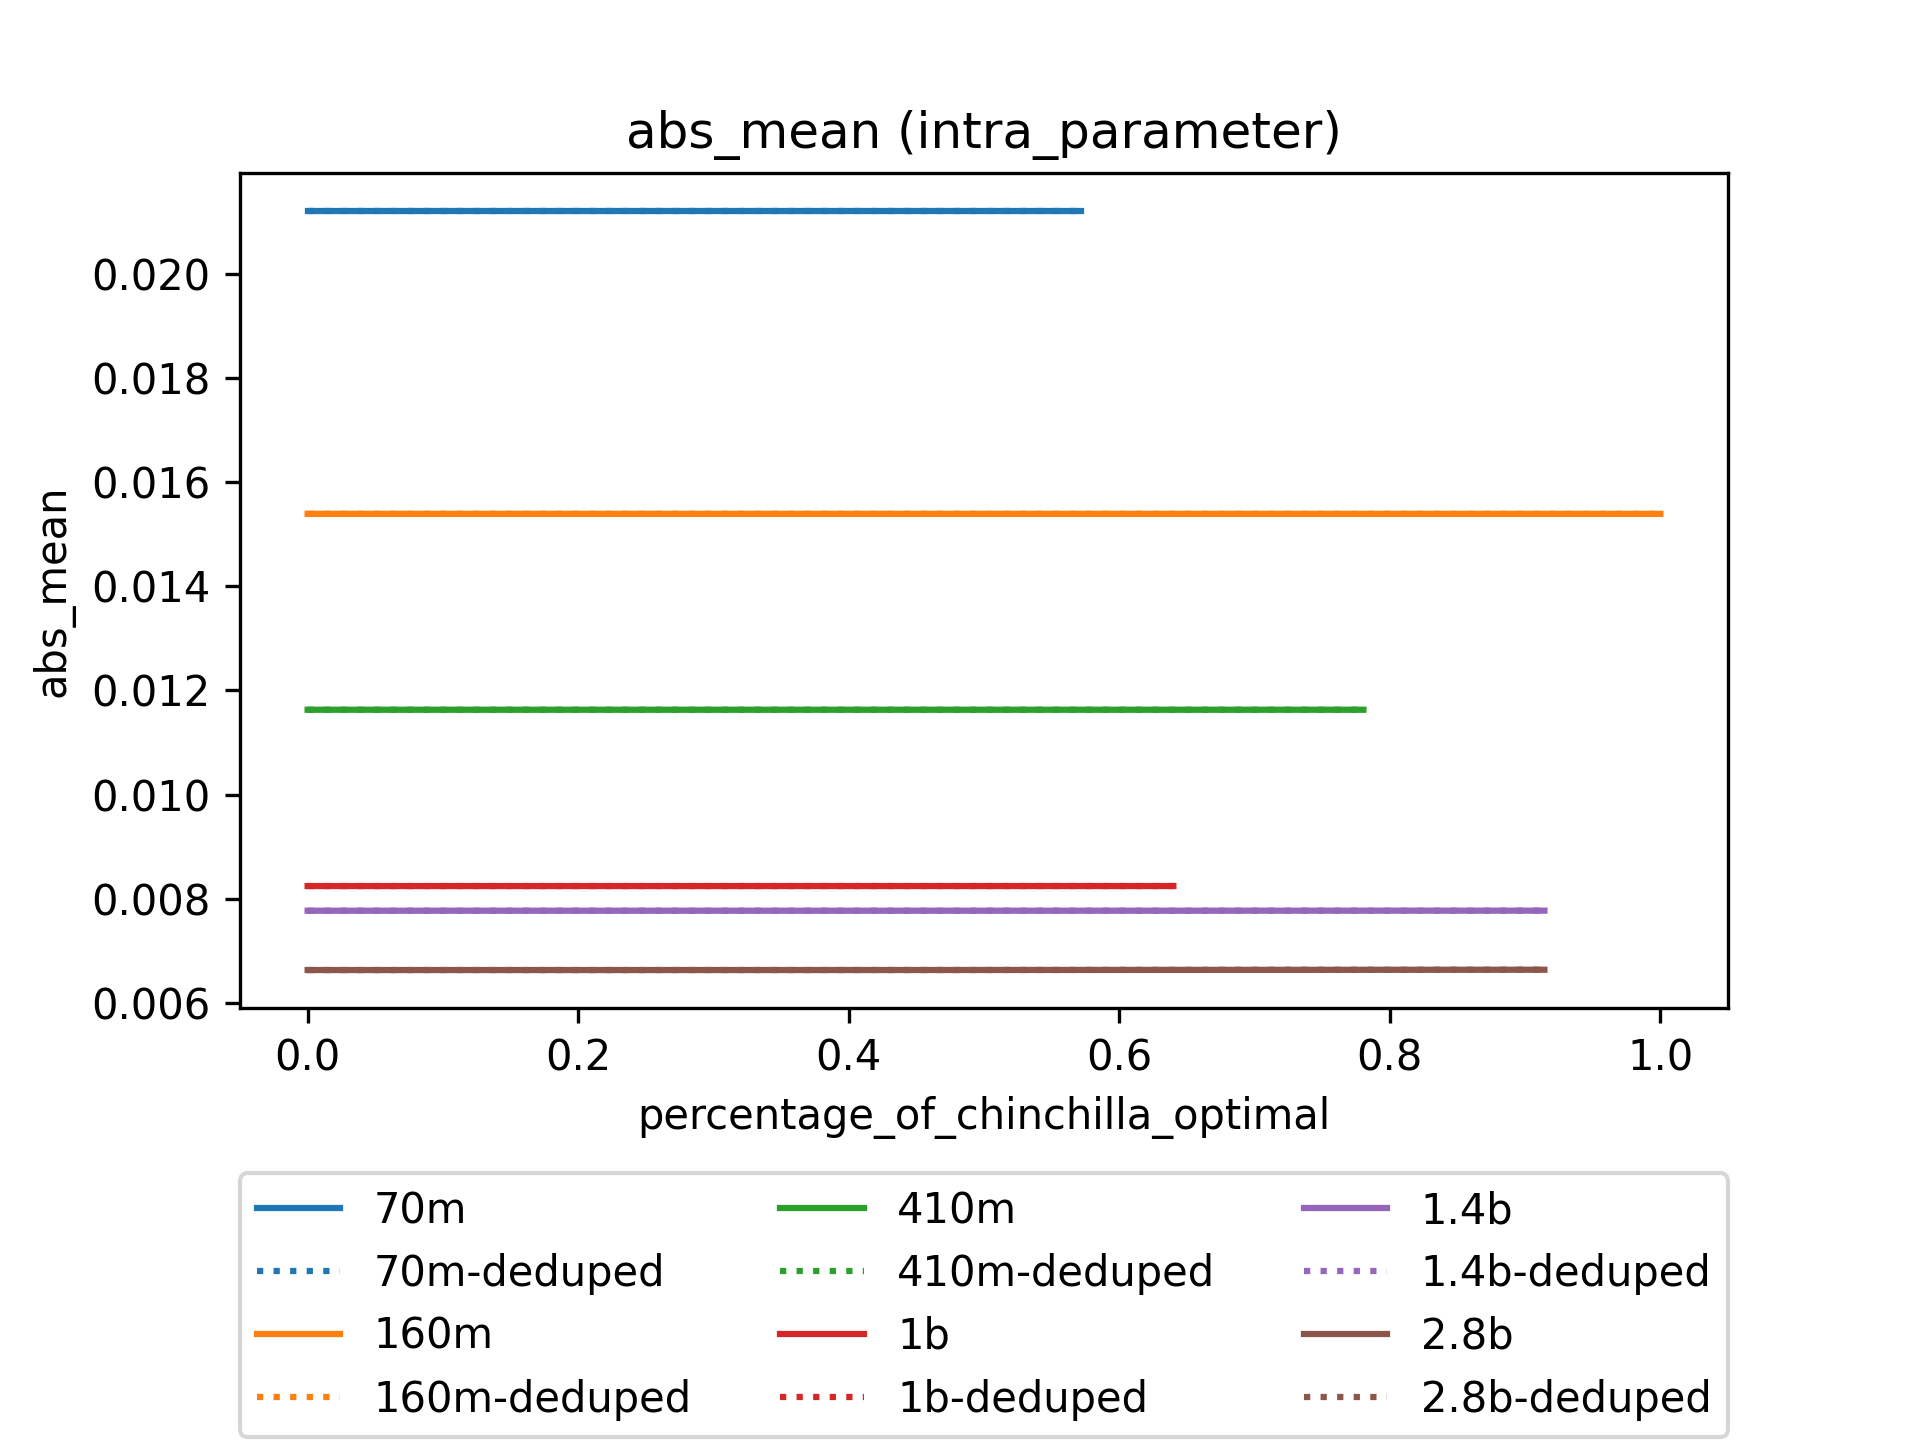 abs_mean (intra_parameter)
abs_mean
0.020
0.018
0.016
0.014
0.012
0.010
0.008
0.006
0.0 0.2 0.4 0.6 0.8 1.0
percentage_of_chinchilla_optimal
70m
70m-deduped
160m
160m-deduped
410m
410m-deduped
1b
1b-deduped
1.4b
1.4b-deduped
2.8b
2.8b-deduped